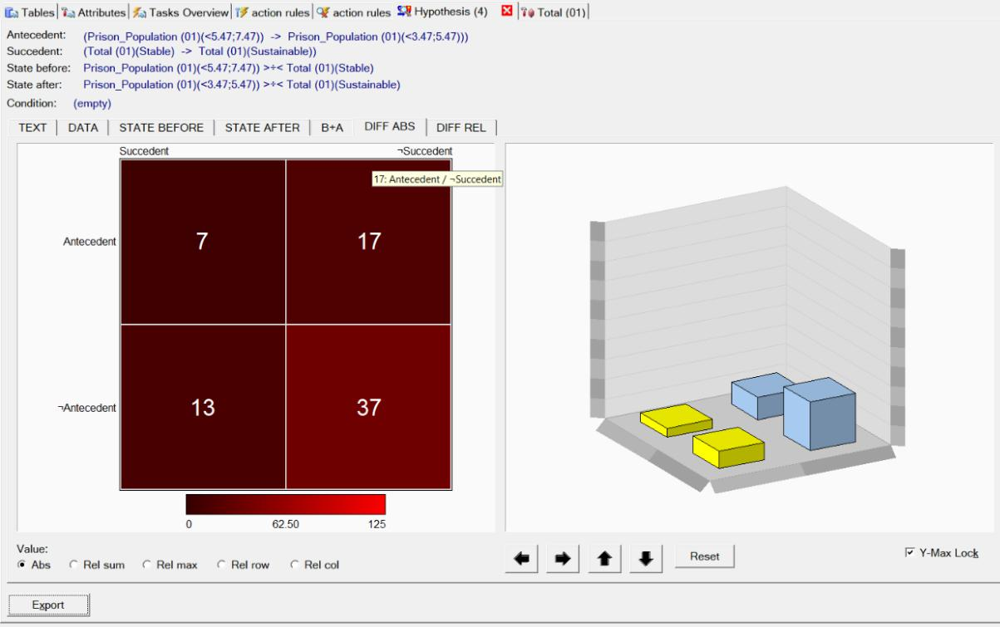 Tables Attributes Tasks Overview action rules action rules Hypothesis (4) Total (01)
Antecedent: (Prison_Population (01)(<5.47;7.47)) -> Prison_Population (01)(<3.47;5.47)))
Succedent: (Total (01)(Stable) -> Total (01)(Sustainable))
State before: Prison_Population (01)(<5.47;7.47)) >÷< Total (01)(Stable)
State after: Prison_Population (01)(<3.47;5.47)) >÷< Total (01)(Sustainable)
Condition: (empty)
TEXT DATA STATE BEFORE STATE AFTER B+A DIFF ABS DIFF REL
Succedent ¬Succedent
17: Antecedent / ¬Succedent
Antecedent 7 17
¬Antecedent 13 37
0 62.50 125
Value:
Abs Rel sum Rel max Rel row Rel col
Reset
Y-Max Lock
Export